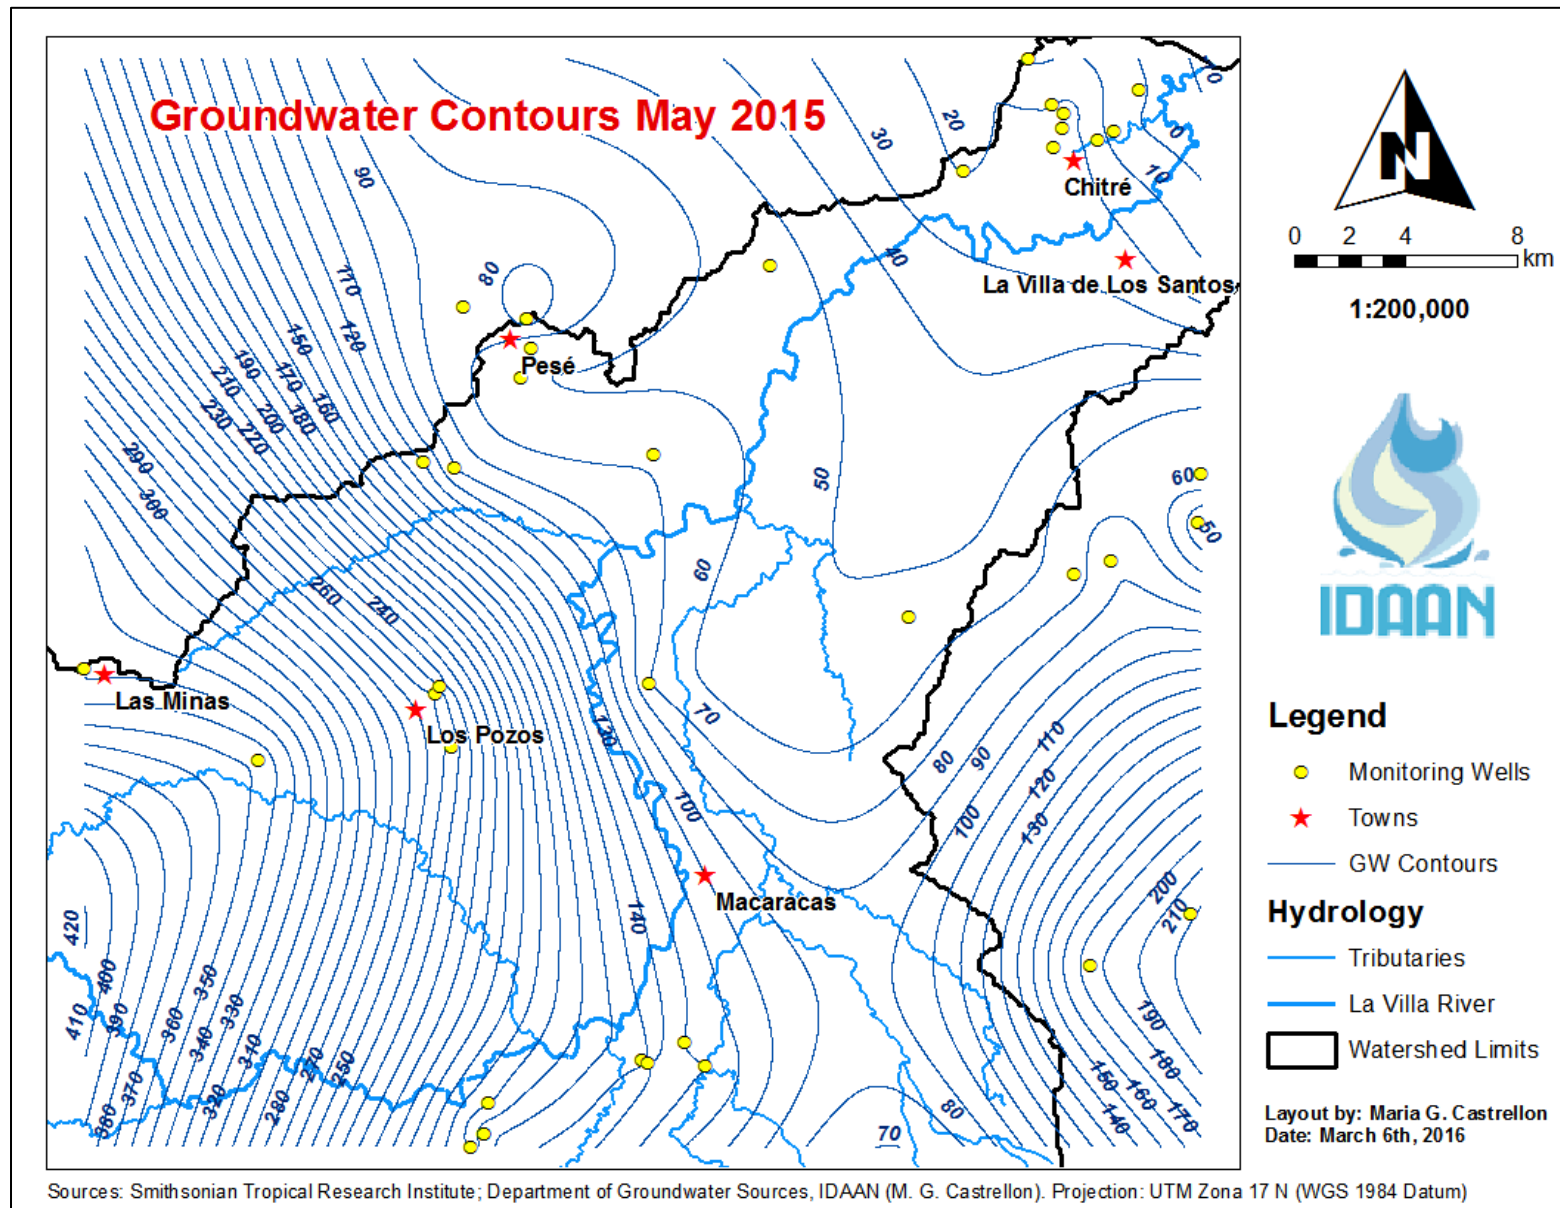 Groundwater Contours May 2015
20
30
0
0
10
90
Chitré
40
La Villa de Los Santos
80
110
150
120
190
170
160
210
200
180
230
220
Pesé
290
300
50
60
50
260
240
60
Las Minas
Los Pozos
130
70
80
90
110
100
120
100
130
Macaracas
140
200
210
420
400
350
410
390
360
330
340
310
270
250
190
180
380
370
320
280
80
70
150
160
140
170
N
0 2 4 8
km
1:200,000
IDAAN
Legend
Monitoring Wells
Towns
GW Contours
Hydrology
Tributaries
La Villa River
Watershed Limits
Layout by: Maria G. Castrellon
Date: March 6th, 2016
Sources: Smithsonian Tropical Research Institute; Department of Groundwater Sources, IDAAN (M. G. Castrellon). Projection: UTM Zona 17 N (WGS 1984 Datum)